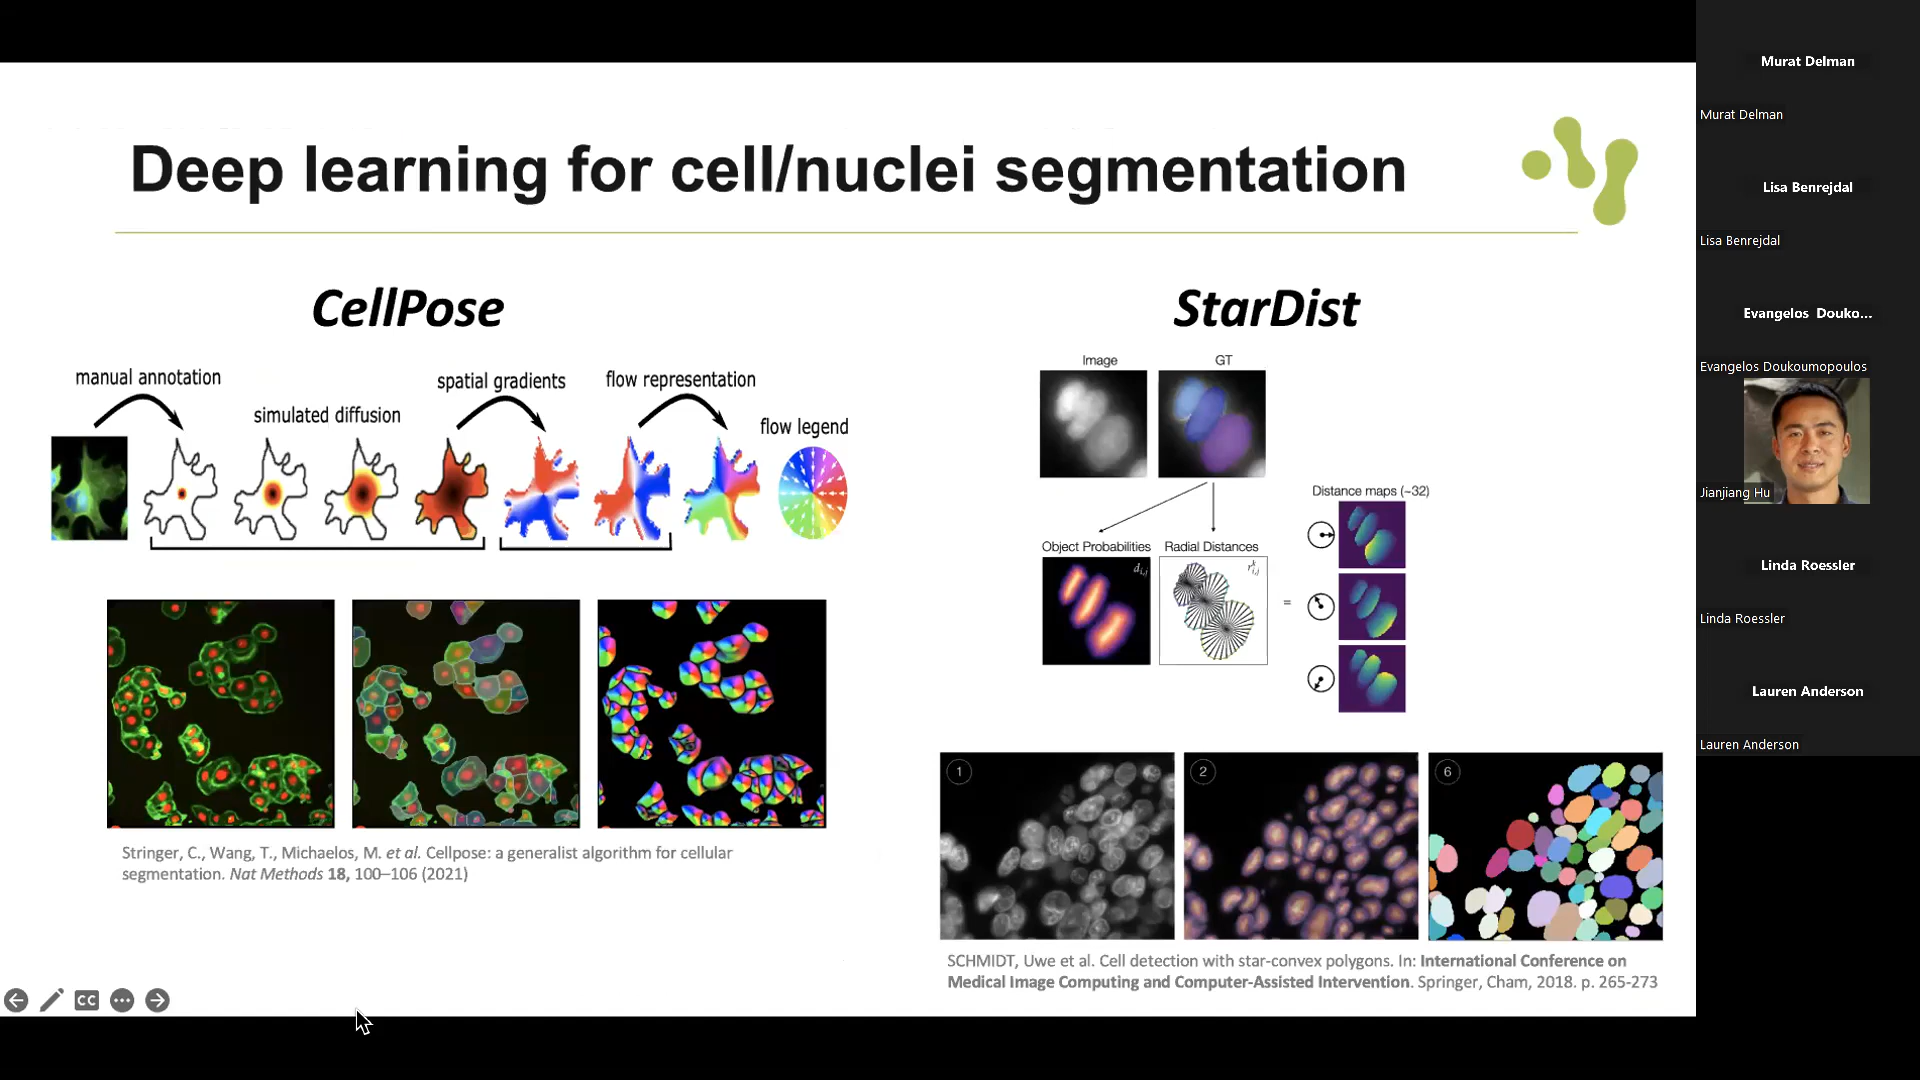 Deep learning for cell/nuclei segmentation
CellPose
manual annotation
simulated diffusion
spatial gradients
flow representation
flow legend
Stringer, C., Wang, T., Michaelos, M. et al. Cellpose: a generalist algorithm for cellular
segmentation. Nat Methods 18, 100–106 (2021)
StarDist
Image
GT
Distance maps (~32)
Object Probabilities
Radial Distances
=
1
2
6
SCHMIDT, Uwe et al. Cell detection with star-convex polygons. In: International Conference on
Medical Image Computing and Computer-Assisted Intervention. Springer, Cham, 2018. p. 265-273
CC
Murat Delman
Murat Delman
Lisa Benrejdal
Lisa Benrejdal
Evangelos Douko...
Evangelos Doukoumopoulos
Jianjiang Hu
Linda Roessler
Linda Roessler
Lauren Anderson
Lauren Anderson